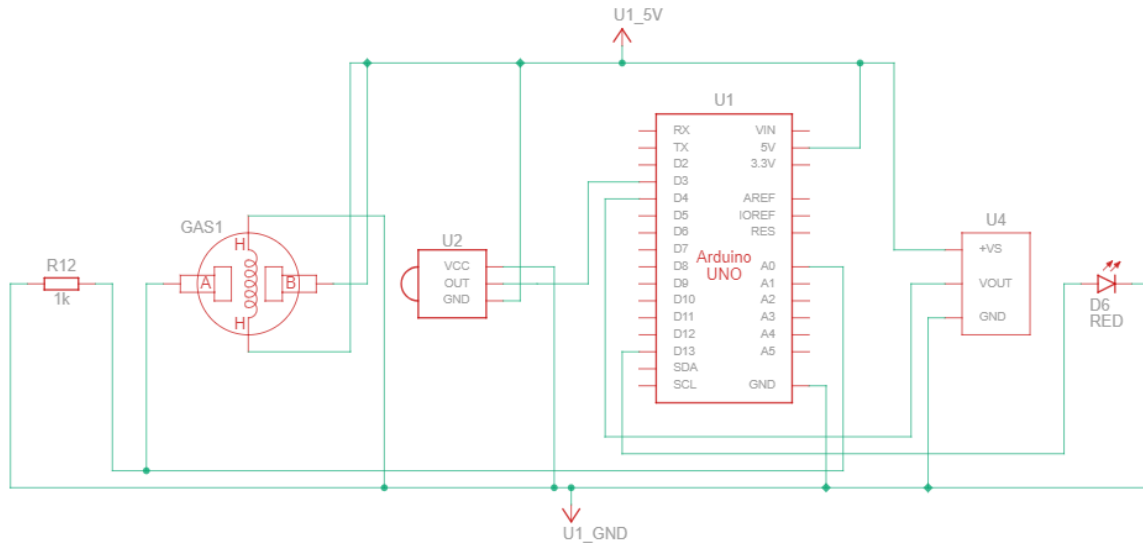 U1_5V
U1
RX
TX
D2
D3
D4
D5
D6
D7
D8
D9
D10
D11
D12
D13
SDA
SCL
VIN
5V
3.3V
AREF
IOREF
RES
Arduino
UNO
A0
A1
A2
A3
A4
A5
GND
GAS1
H
A
B
H
R12
1k
U2
VCC
OUT
GND
U4
+VS
VOUT
GND
D6
RED
U1_GND